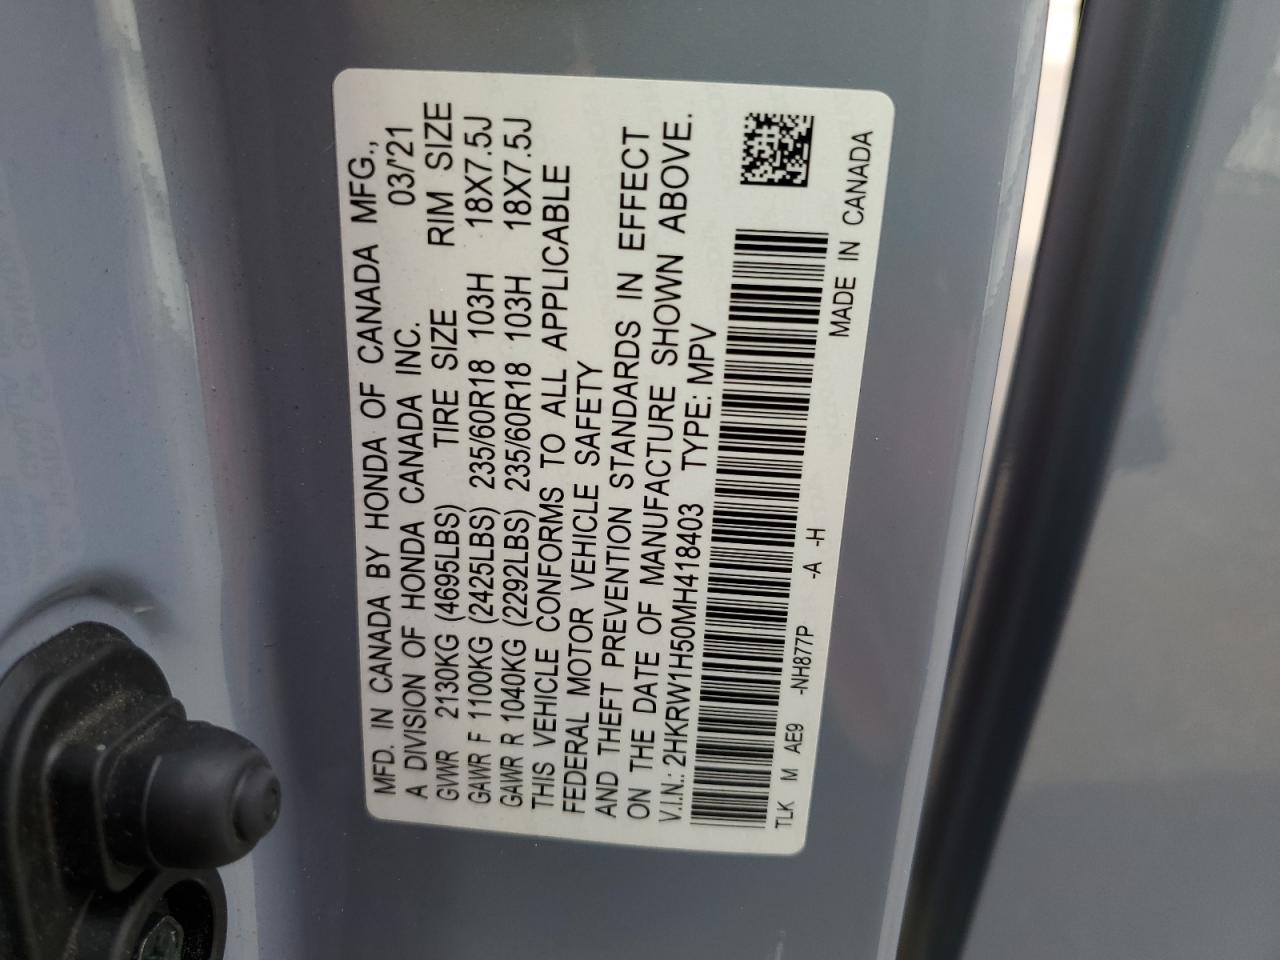 MFD. IN CANADA BY HONDA OF CANADA MFG.,
A DIVISION OF HONDA CANADA INC. 03/'21
GVWR 2130KG (4695LBS) TIRE SIZE RIM SIZE
GAWR F 1100KG (2425LBS) 235/60R18 103H 18X7.5J
GAWR R 1040KG (2292LBS) 235/60R18 103H 18X7.5J
THIS VEHICLE CONFORMS TO ALL APPLICABLE
FEDERAL MOTOR VEHICLE SAFETY
AND THEFT PREVENTION STANDARDS IN EFFECT
ON THE DATE OF MANUFACTURE SHOWN ABOVE.
V.I.N.: 2HKRW1H50MH418403 TYPE: MPV
TLK M AE9 -NH877P -A -H MADE IN CANADA